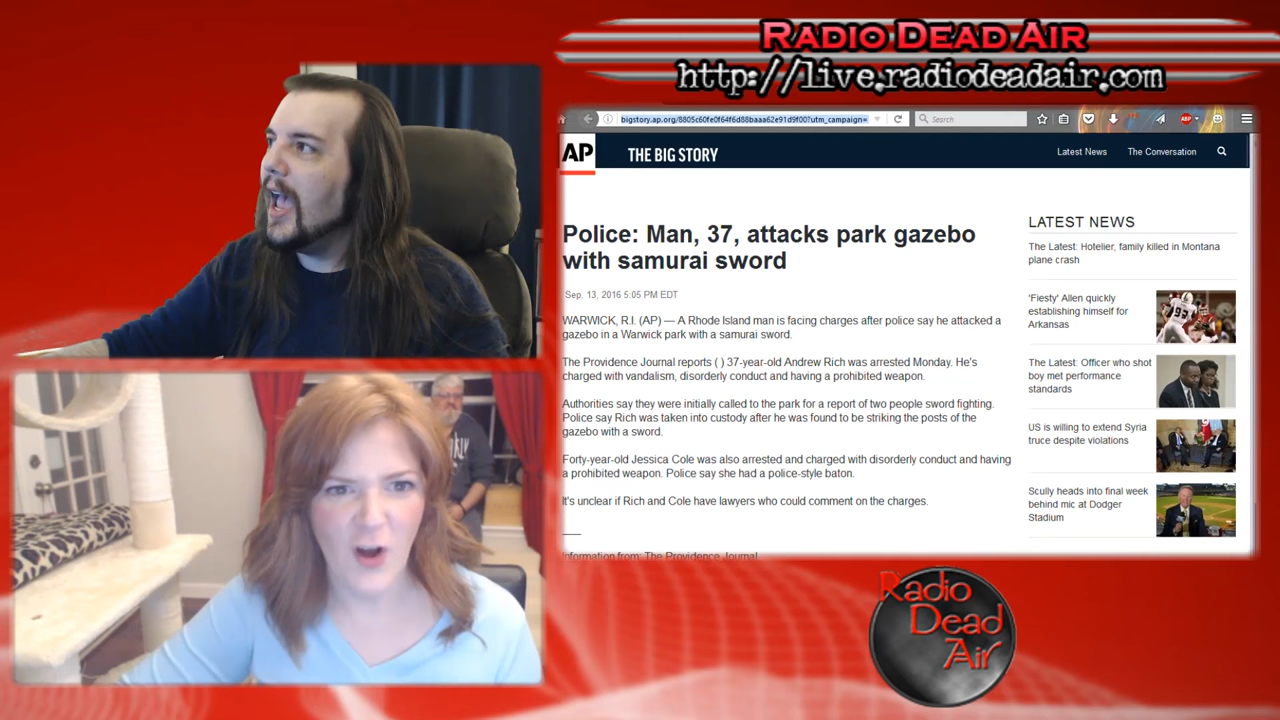 Radio Dead Air
http://live.radiodeadair.com
bigstory.ap.org/8805c60fe0f64f6d88baaa62e91d9f00?utm_campaign=
Search
ABP
AP
THE BIG STORY
Latest News
The Conversation
Police: Man, 37, attacks park gazebo
with samurai sword
Sep. 13, 2016 5:05 PM EDT
WARWICK, R.I. (AP) — A Rhode Island man is facing charges after police say he attacked a
gazebo in a Warwick park with a samurai sword.
The Providence Journal reports ( ) 37-year-old Andrew Rich was arrested Monday. He's
charged with vandalism, disorderly conduct and having a prohibited weapon.
Authorities say they were initially called to the park for a report of two people sword fighting.
Police say Rich was taken into custody after he was found to be striking the posts of the
gazebo with a sword.
Forty-year-old Jessica Cole was also arrested and charged with disorderly conduct and having
a prohibited weapon. Police say she had a police-style baton.
It's unclear if Rich and Cole have lawyers who could comment on the charges.
Information from: The Providence Journal
LATEST NEWS
The Latest: Hotelier, family killed in Montana
plane crash
'Fiesty' Allen quickly
establishing himself for
Arkansas
The Latest: Officer who shot
boy met performance
standards
US is willing to extend Syria
truce despite violations
Scully heads into final week
behind mic at Dodger
Stadium
Radio
Dead
Air